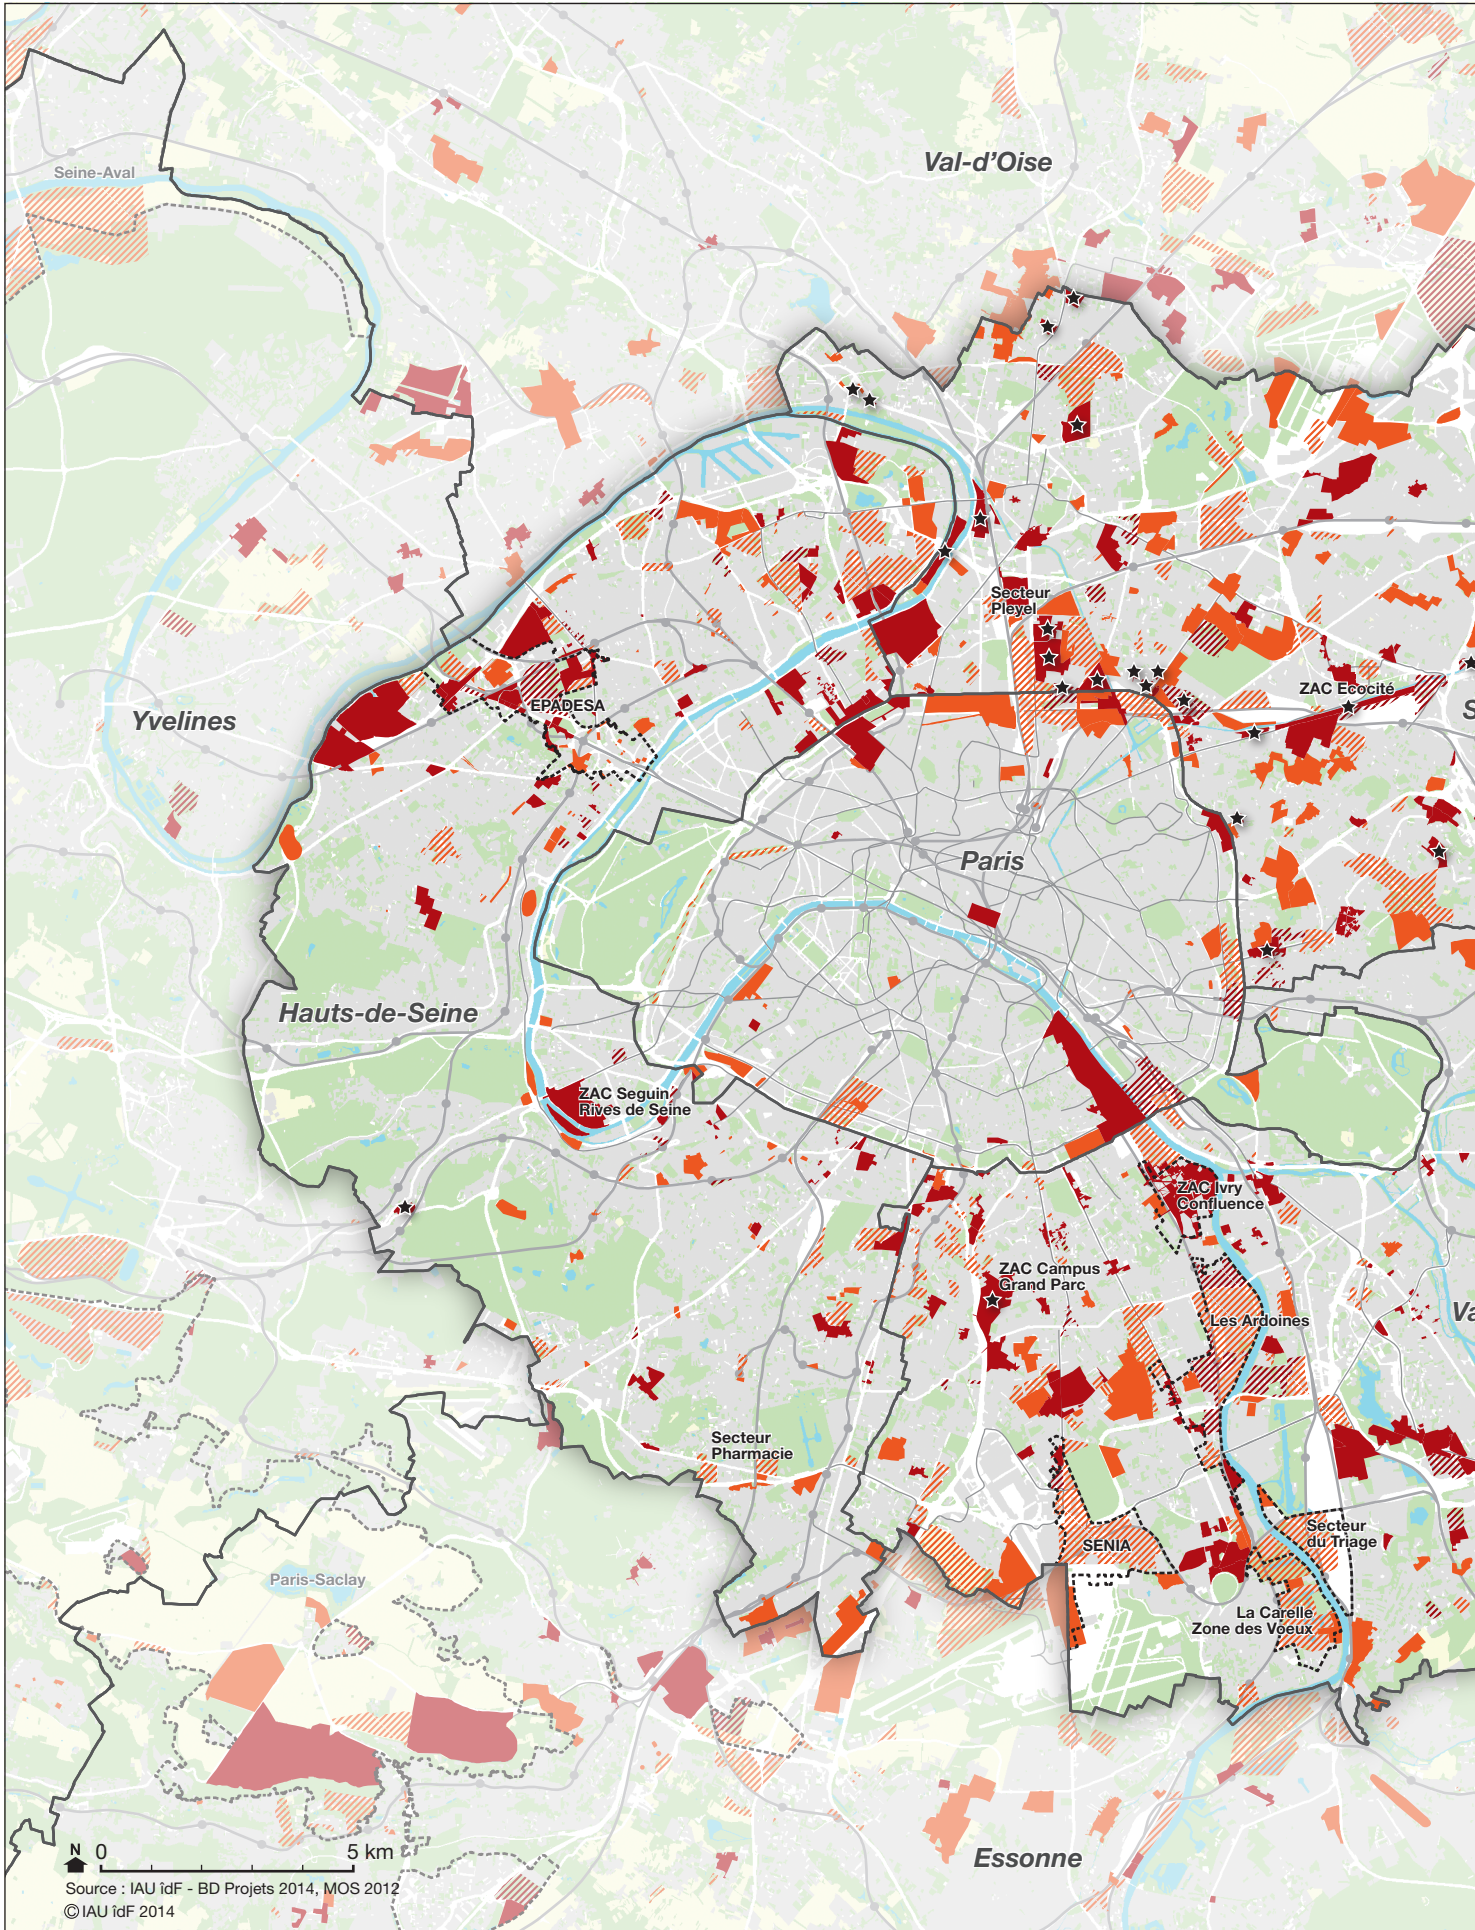 Val-d'Oise
Seine-Aval
Secteur
Pleyel
ZAC Ecocité
EPADESA
Yvelines
S
Paris
Hauts-de-Seine
ZAC Seguin
Rives de Seine
ZAC Ivry
Confluence
ZAC Campus
Grand Parc
Va
Les Ardoines
Secteur
Pharmacie
Secteur
du Triage
SENIA
Paris-Saclay
La Carelle
Zone des Voeux
N 0 5 km
Essonne
Source : IAU îdF - BD Projets 2014, MOS 2012
© IAU îdF 2014